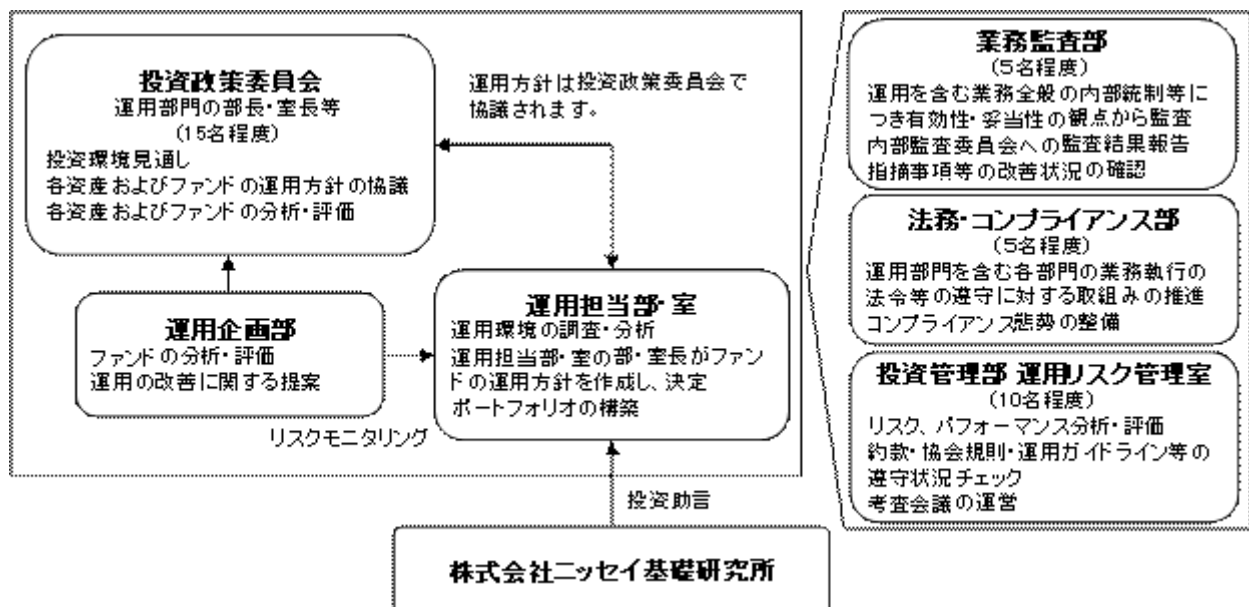 投資政策委員会
運用部門の部長・室長等
(15名程度)
投資環境見通し
各資産およびファンドの運用方針の協議
各資産およびファンドの分析・評価
運用方針は投資政策委員会で
協議されます。
運用企画部
ファンドの分析・評価
運用の改善に関する提案
リスクモニタリング
運用担当部・室
運用環境の調査・分析
運用担当部・室の部・室長がファン
ドの運用方針を作成し、決定
ポートフォリオの構築
投資助言
株式会社ニッセイ基礎研究所
業務監査部
(5名程度)
運用を含む業務全般の内部統制等に
つき有効性・妥当性の観点から監査
内部監査委員会への監査結果報告
指摘事項等の改善状況の確認
法務・コンプライアンス部
(5名程度)
運用部門を含む各部門の業務執行の
法令等の遵守に対する取組みの推進
コンプライアンス態勢の整備
投資管理部 運用リスク管理室
(10名程度)
リスク、パフォーマンス分析・評価
約款・協会規則・運用ガイドライン等の
遵守状況チェック
考査会議の運営